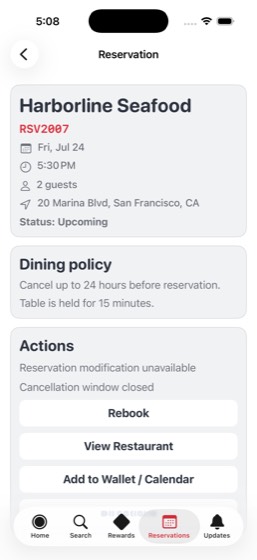 5:08
Reservation
Harborline Seafood
RSV2007
Fri, Jul 24
5:30 PM
2 guests
20 Marina Blvd, San Francisco, CA
Status: Upcoming
Dining policy
Cancel up to 24 hours before reservation.
Table is held for 15 minutes.
Actions
Reservation modification unavailable
Cancellation window closed
Rebook
View Restaurant
Add to Wallet / Calendar
Home
Search
Rewards
Reservations
Updates